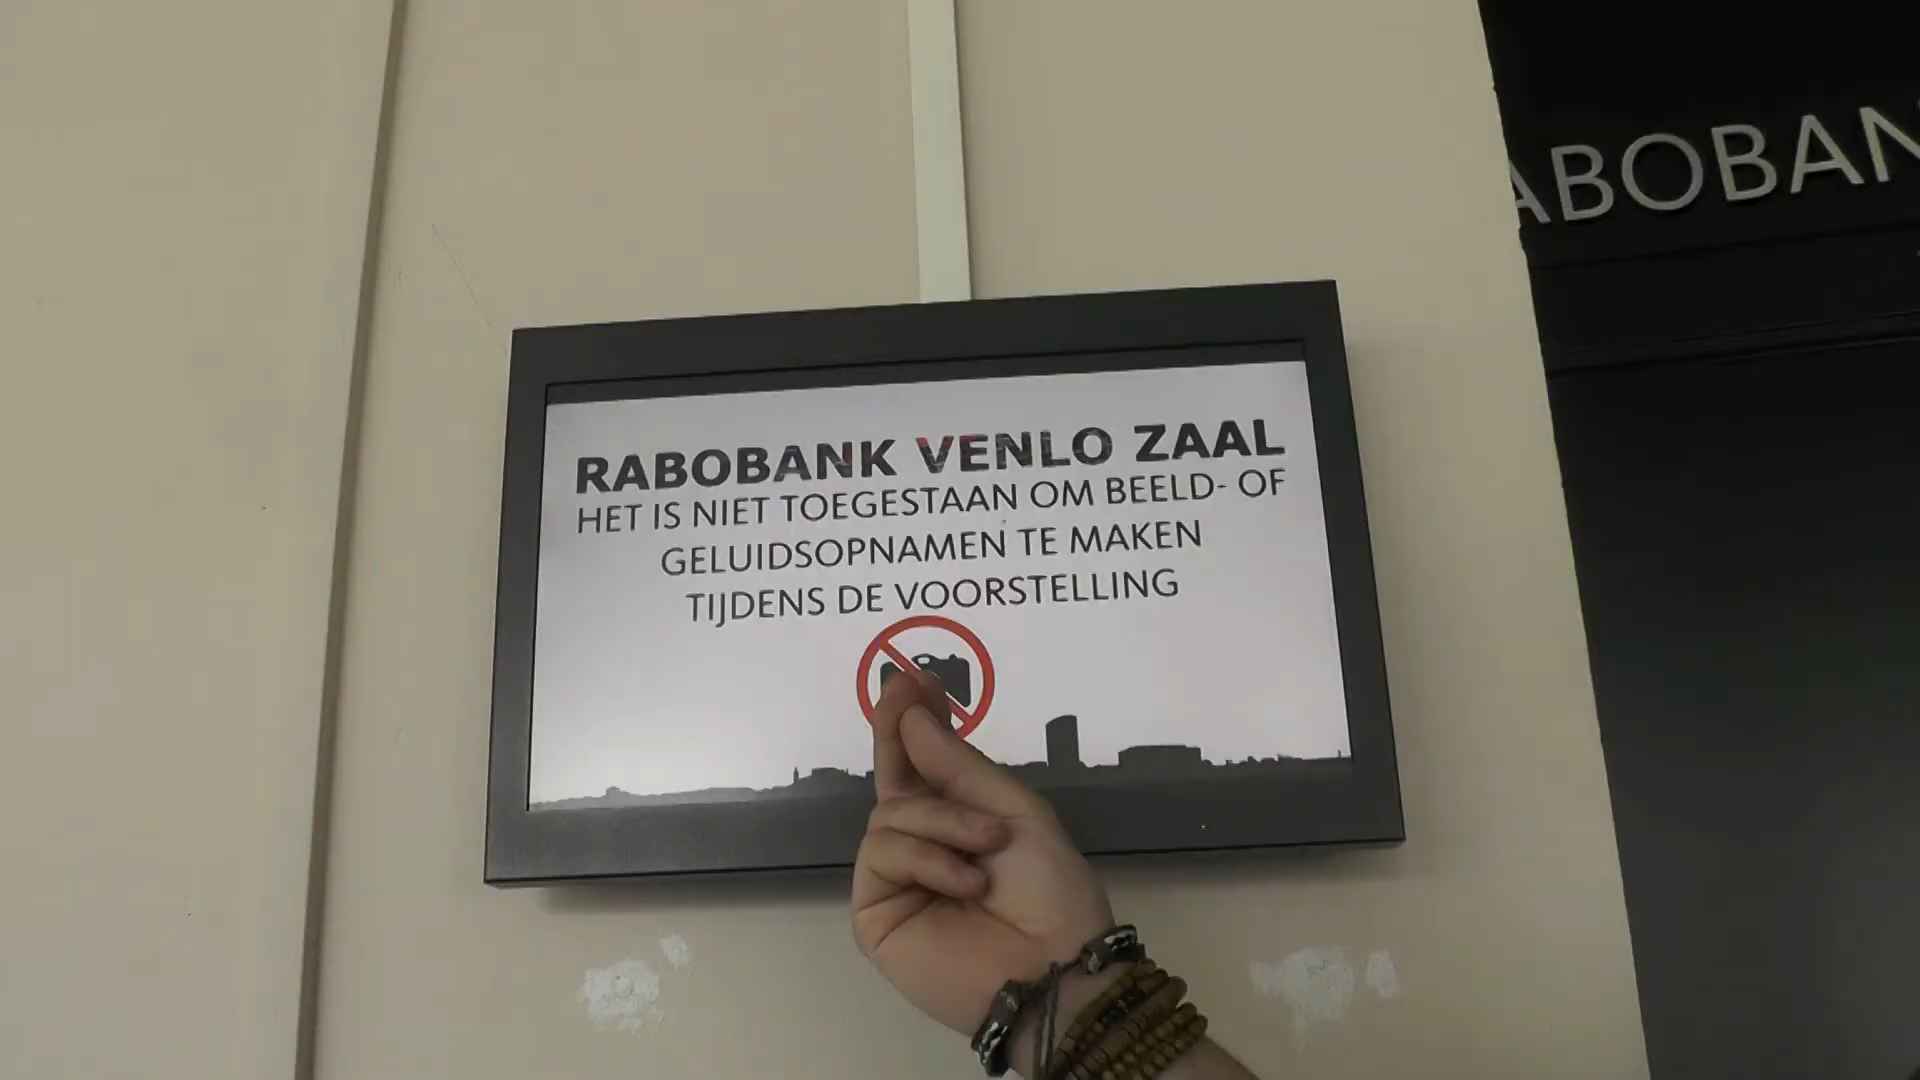 RABOBANK VENLO ZAAL
HET IS NIET TOEGESTAAN OM BEELD- OF
GELUIDSOPNAMEN TE MAKEN
TIJDENS DE VOORSTELLING
ABOBAN